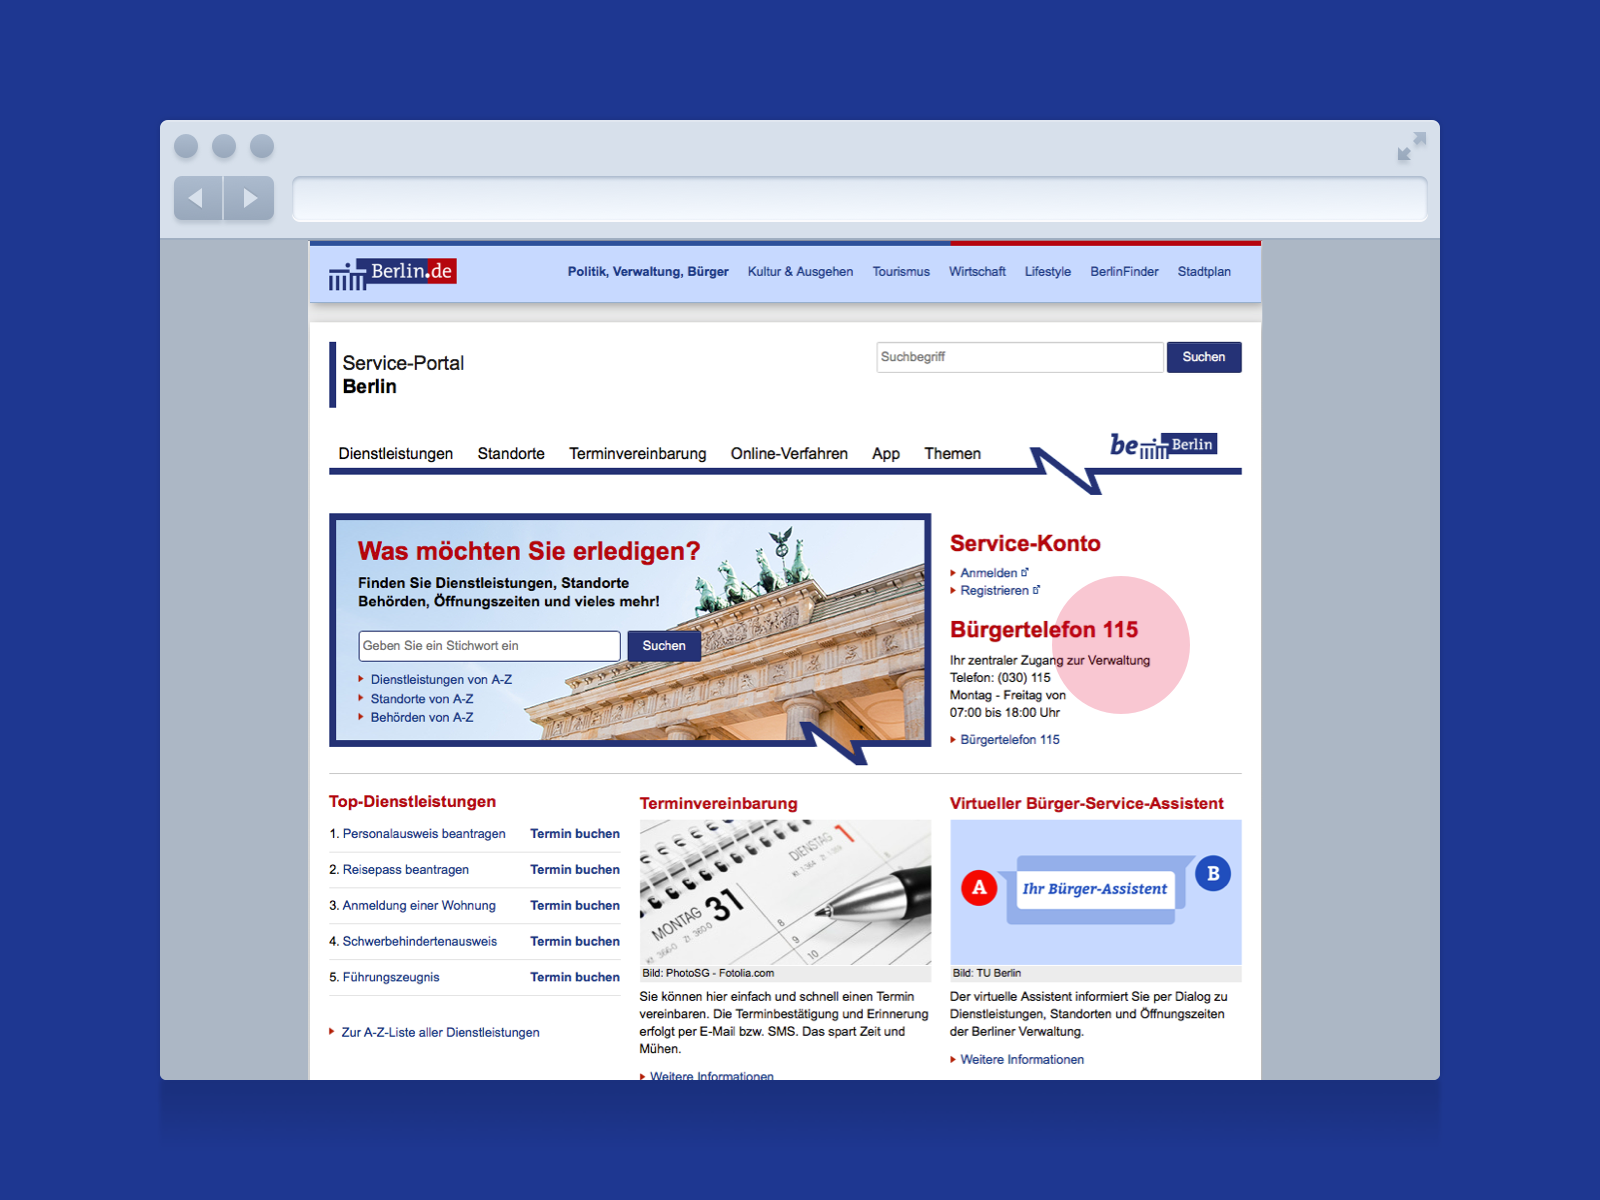 Berlin.de
Politik, Verwaltung, Bürger Kultur & Ausgehen Tourismus Wirtschaft Lifestyle BerlinFinder Stadtplan
Service-Portal
Berlin
Suchbegriff Suchen
Dienstleistungen Standorte Terminvereinbarung Online-Verfahren App Themen
be Berlin
Was möchten Sie erledigen?
Finden Sie Dienstleistungen, Standorte
Behörden, Öffnungszeiten und vieles mehr!
Geben Sie ein Stichwort ein Suchen
Dienstleistungen von A-Z
Standorte von A-Z
Behörden von A-Z
Service-Konto
Anmelden
Registrieren
Bürgertelefon 115
Ihr zentraler Zugang zur Verwaltung
Telefon: (030) 115
Montag - Freitag von
07:00 bis 18:00 Uhr
Bürgertelefon 115
Top-Dienstleistungen
1. Personalausweis beantragen Termin buchen
2. Reisepass beantragen Termin buchen
3. Anmeldung einer Wohnung Termin buchen
4. Schwerbehindertenausweis Termin buchen
5. Führungszeugnis Termin buchen
Zur A-Z-Liste aller Dienstleistungen
Terminvereinbarung
DIENSTAG 1
MONTAG 31
8
9
10
Bild: PhotoSG - Fotolia.com
Sie können hier einfach und schnell einen Termin
vereinbaren. Die Terminbestätigung und Erinnerung
erfolgt per E-Mail bzw. SMS. Das spart Zeit und
Mühen.
Weitere Informationen
Virtueller Bürger-Service-Assistent
A Ihr Bürger-Assistent B
Bild: TU Berlin
Der virtuelle Assistent informiert Sie per Dialog zu
Dienstleistungen, Standorten und Öffnungszeiten
der Berliner Verwaltung.
Weitere Informationen